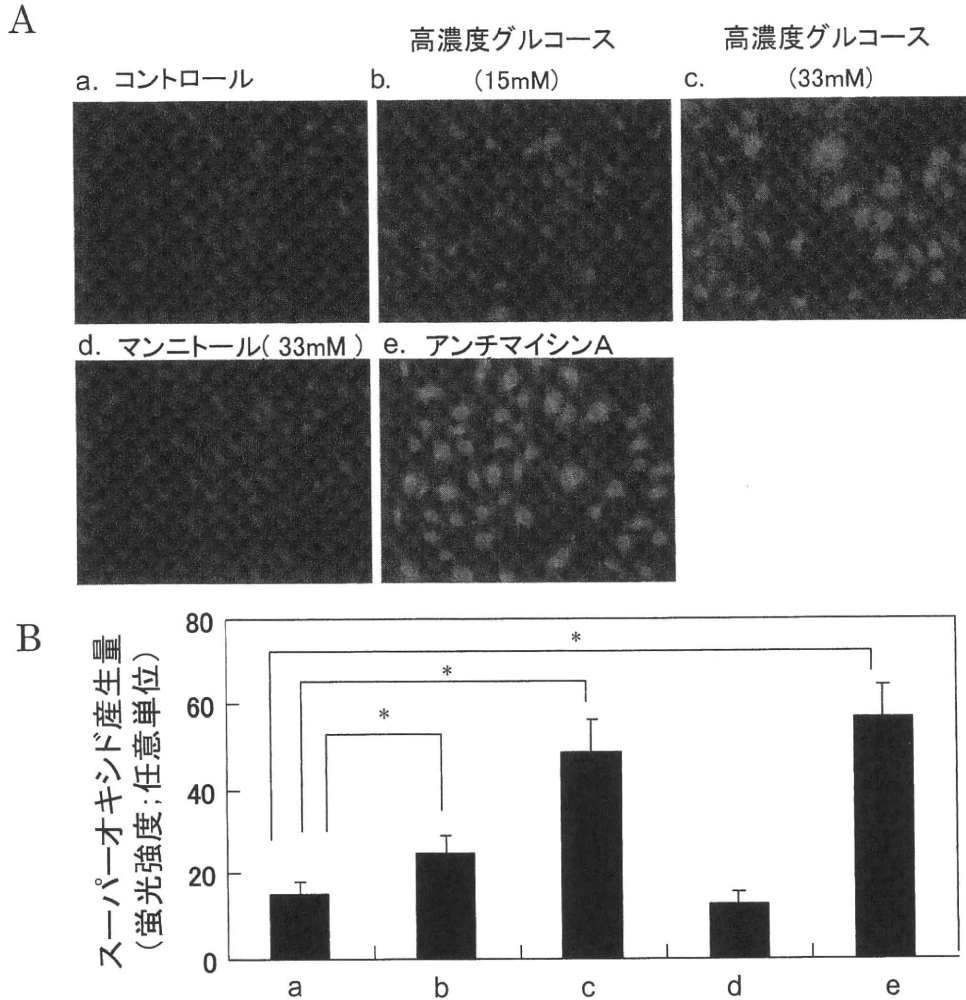 A
高濃度グルコース
高濃度グルコース
a. コントロール
b.
(15mM)
c.
(33mM)
d. マンニトール( 33mM )
e. アンチマイシンA
B
スーパーオキシド産生量
(蛍光強度;任意単位)
80
60
40
20
0
*
*
*
a
b
c
d
e